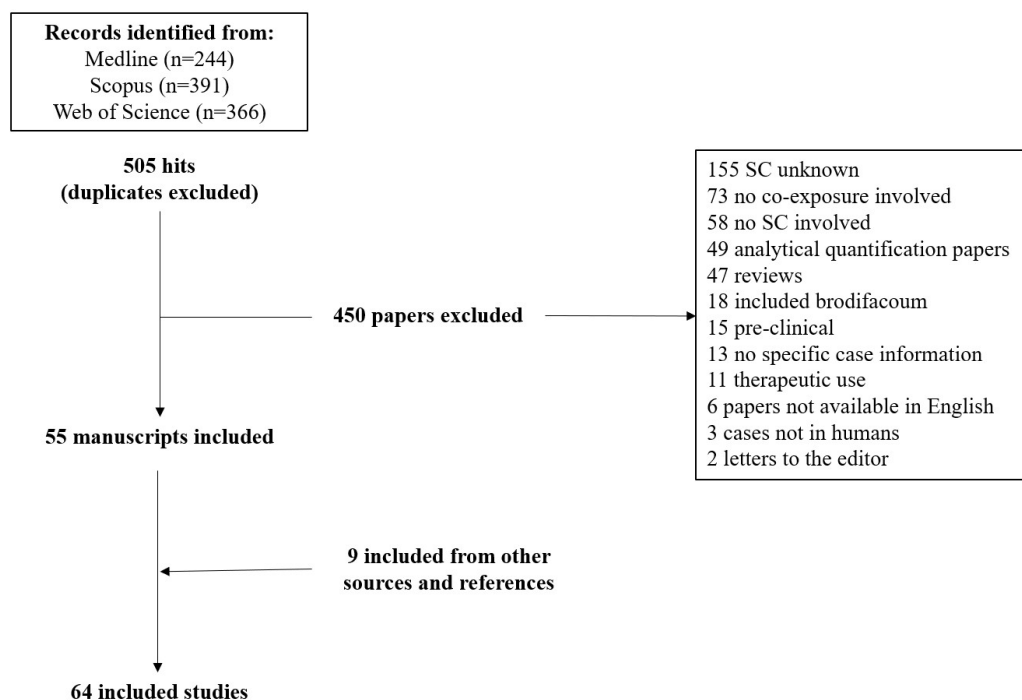 Records identified from:
Medline (n=244)
Scopus (n=391)
Web of Science (n=366)
505 hits
(duplicates excluded)
450 papers excluded
155 SC unknown
73 no co-exposure involved
58 no SC involved
49 analytical quantification papers
47 reviews
18 included brodifacoum
15 pre-clinical
13 no specific case information
11 therapeutic use
6 papers not available in English
3 cases not in humans
2 letters to the editor
55 manuscripts included
9 included from other
sources and references
64 included studies